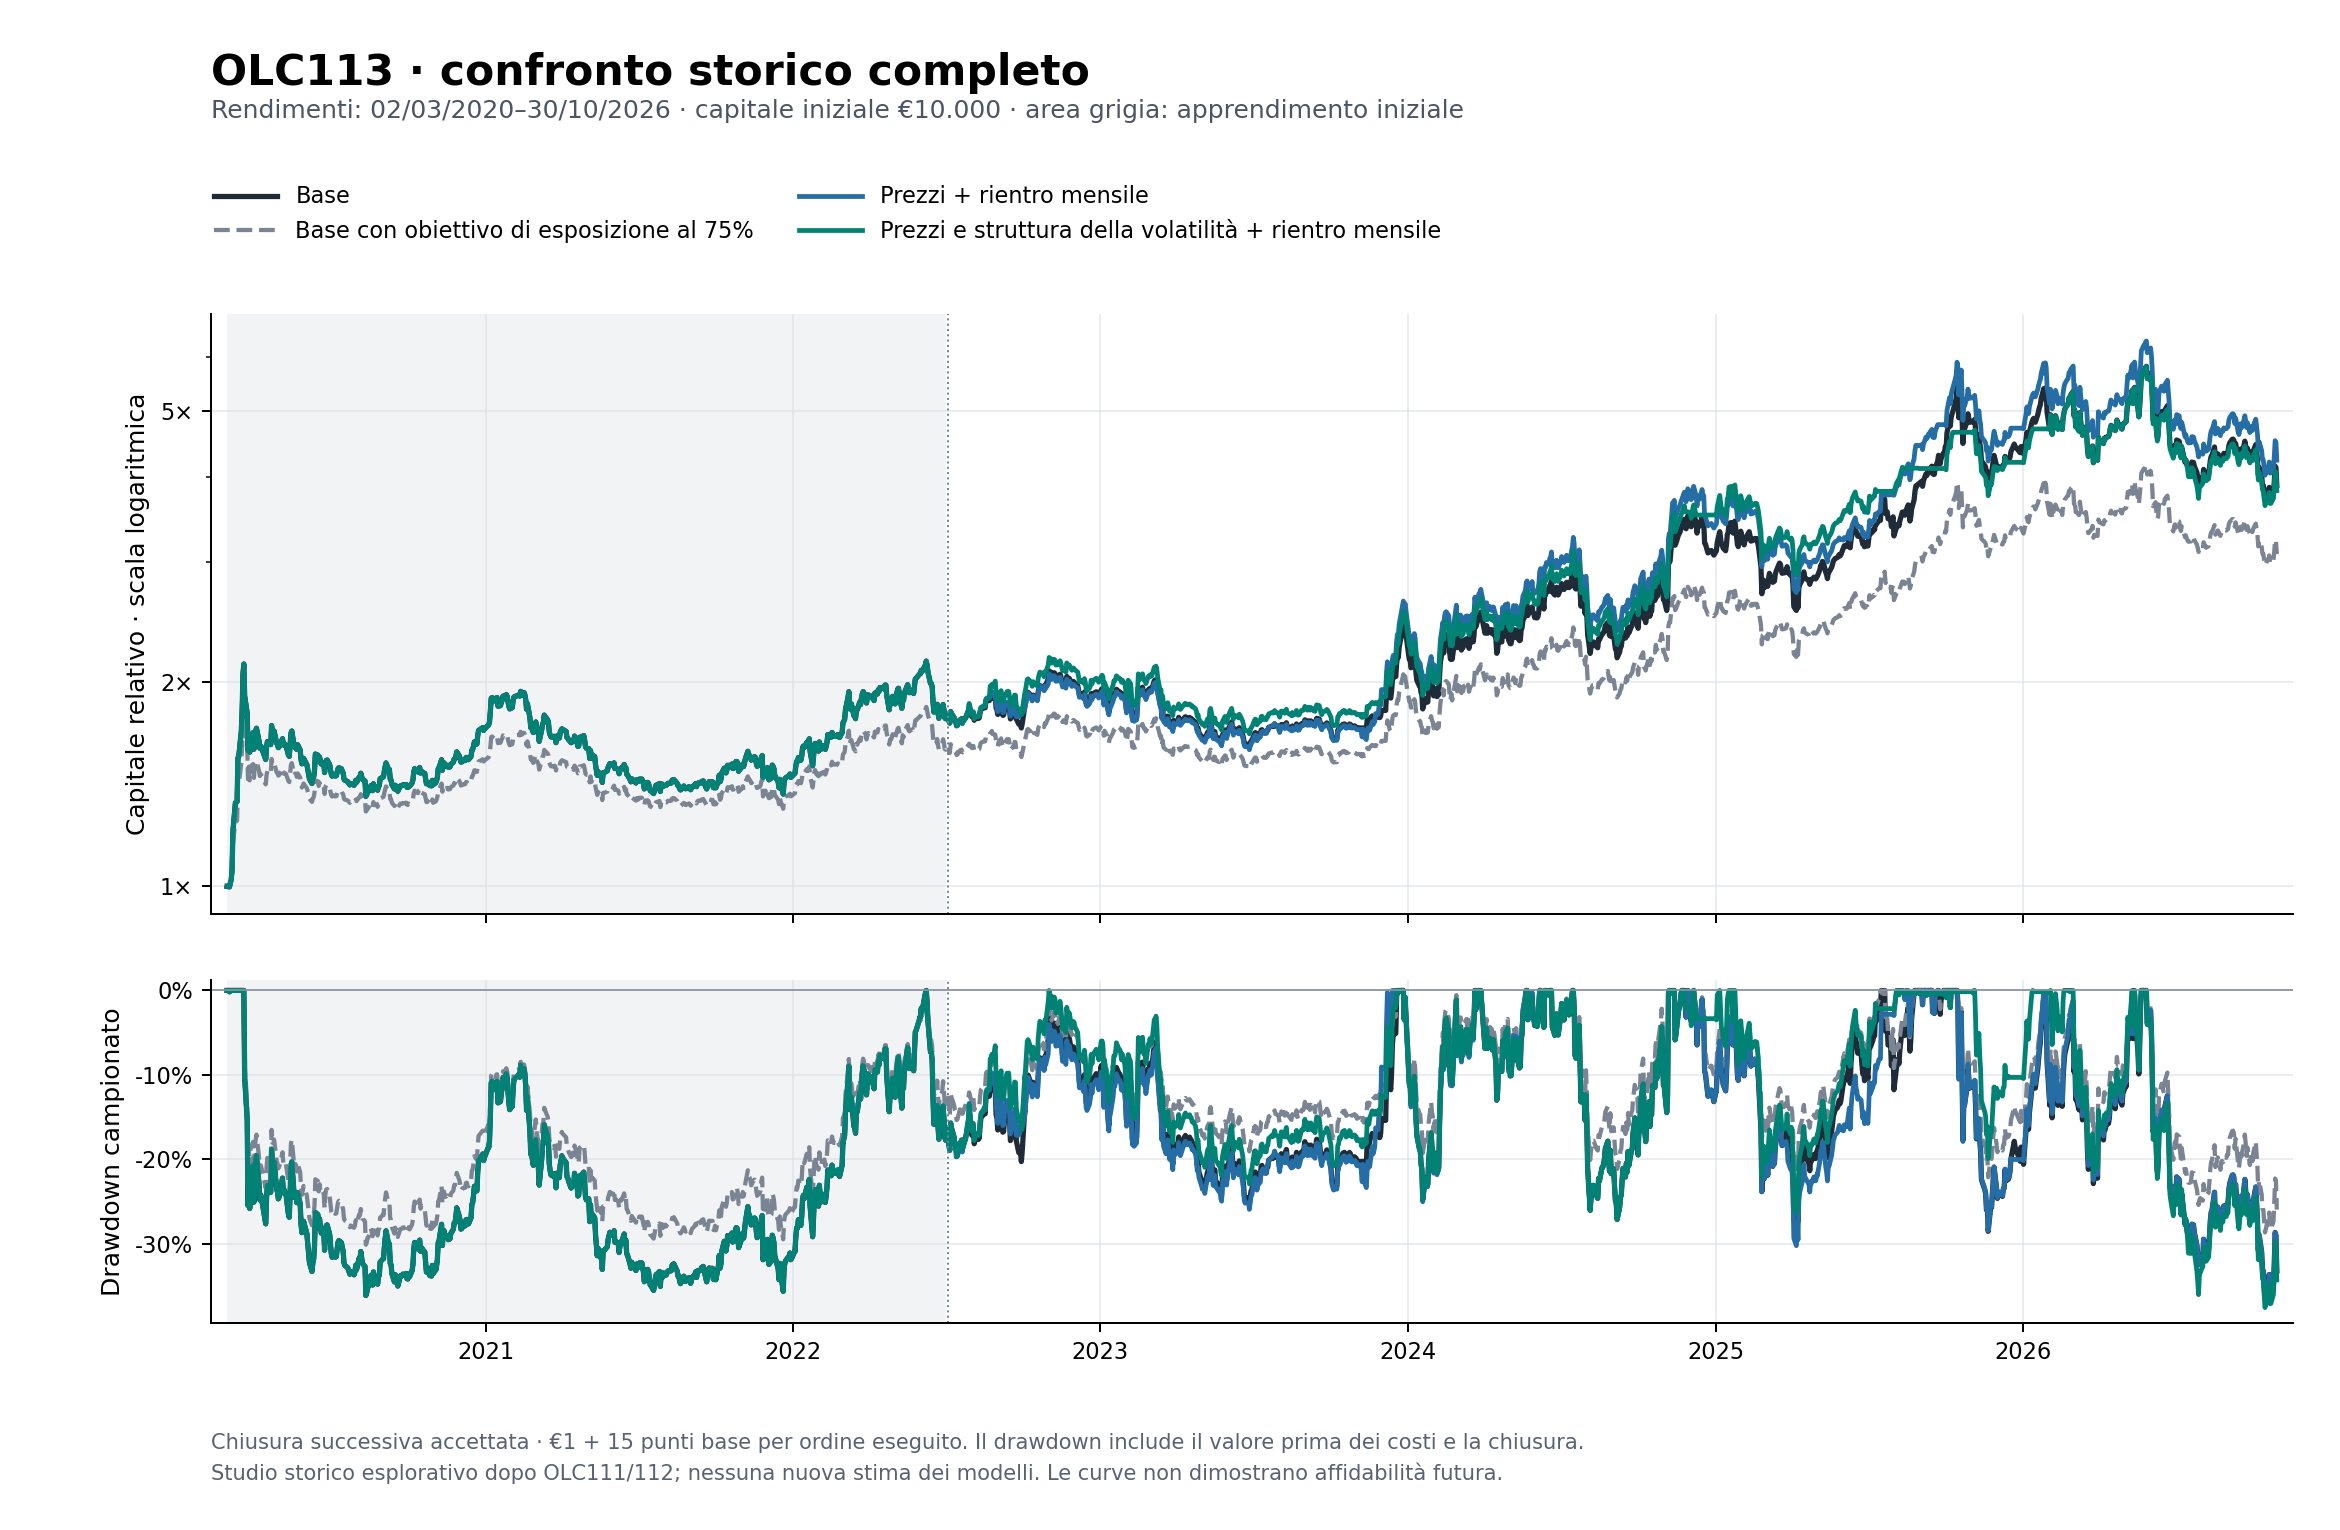 OLC113 · confronto storico completo
Rendimenti: 02/03/2020–30/10/2026 · capitale iniziale €10.000 · area grigia: apprendimento iniziale
Base
Base con obiettivo di esposizione al 75%
Prezzi + rientro mensile
Prezzi e struttura della volatilità + rientro mensile
Capitale relativo · scala logaritmica
5×
2×
1×
Drawdown campionato
0%
-10%
-20%
-30%
2021
2022
2023
2024
2025
2026
Chiusura successiva accettata · €1 + 15 punti base per ordine eseguito. Il drawdown include il valore prima dei costi e la chiusura.
Studio storico esplorativo dopo OLC111/112; nessuna nuova stima dei modelli. Le curve non dimostrano affidabilità futura.